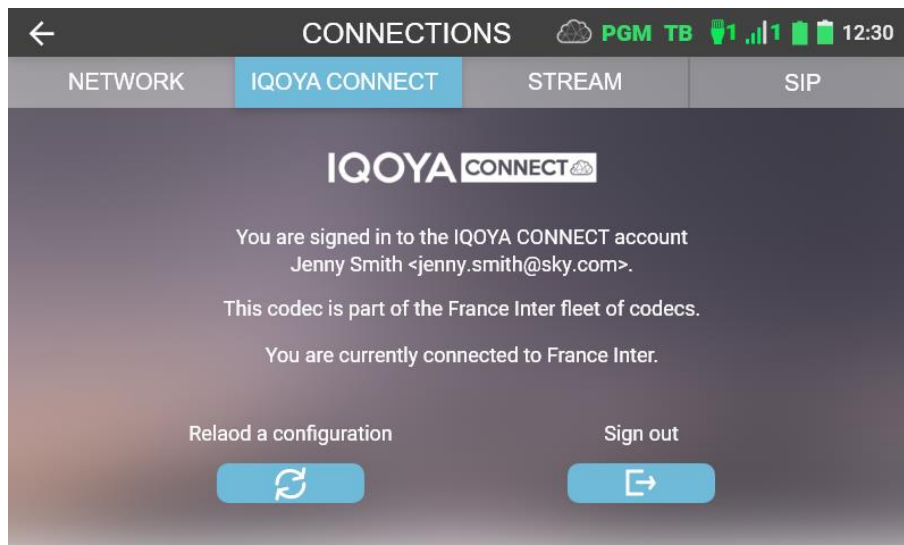 CONNECTIONS PGM TB 1 1 12:30
NETWORK IQOYA CONNECT STREAM SIP
IQOYA CONNECT
You are signed in to the IQOYA CONNECT account
Jenny Smith <jenny.smith@sky.com>.
This codec is part of the France Inter fleet of codecs.
You are currently connected to France Inter.
Relaod a configuration Sign out